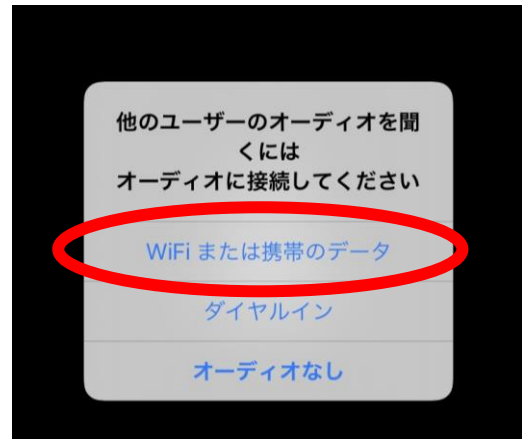 他のユーザーのオーディオを聞
くには
オーディオに接続してください
WiFi または携帯のデータ
ダイヤルイン
オーディオなし